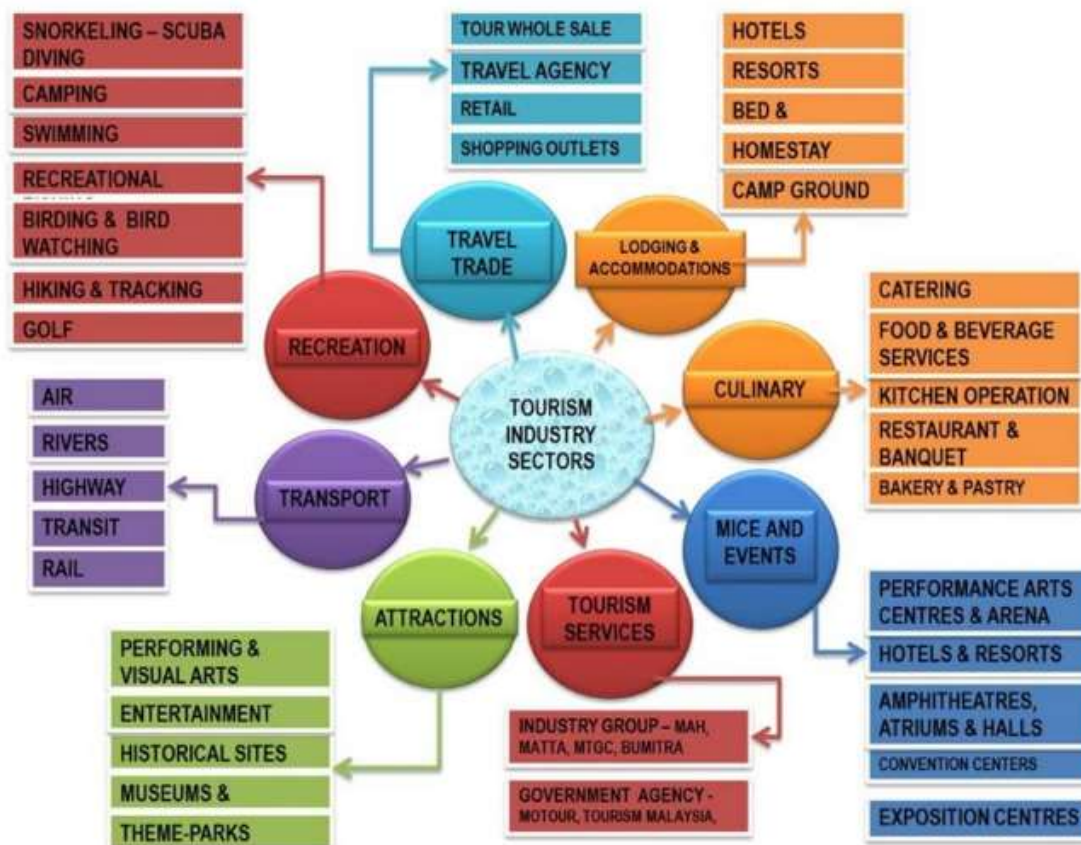 SNORKELING – SCUBA
DIVING
CAMPING
SWIMMING
RECREATIONAL
BIRDING & BIRD
WATCHING
HIKING & TRACKING
GOLF
TOUR WHOLE SALE
TRAVEL AGENCY
RETAIL
SHOPPING OUTLETS
HOTELS
RESORTS
BED &
HOMESTAY
CAMP GROUND
TRAVEL
TRADE
LODGING &
ACCOMMODATIONS
RECREATION
CULINARY
CATERING
FOOD & BEVERAGE
SERVICES
KITCHEN OPERATION
RESTAURANT &
BANQUET
BAKERY & PASTRY
TOURISM
INDUSTRY
SECTORS
AIR
RIVERS
HIGHWAY
TRANSIT
RAIL
TRANSPORT
MICE AND
EVENTS
ATTRACTIONS
TOURISM
SERVICES
PERFORMANCE ARTS
CENTRES & ARENA
HOTELS & RESORTS
AMPHITHEATRES,
ATRIUMS & HALLS
CONVENTION CENTERS
EXPOSITION CENTRES
PERFORMING &
VISUAL ARTS
ENTERTAINMENT
HISTORICAL SITES
MUSEUMS &
THEME-PARKS
INDUSTRY GROUP – MAH,
MATTA, MTGC, BUMITRA
GOVERNMENT AGENCY -
MOTOUR, TOURISM MALAYSIA,